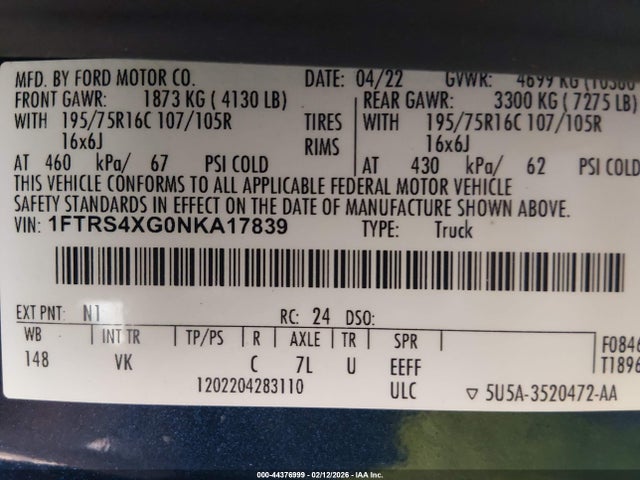 MFD. BY FORD MOTOR CO. DATE: 04/22 GVWR: 4699 KG
FRONT GAWR: 1873 KG ( 4130 LB) REAR GAWR: 3300 KG ( 7275 LB)
WITH 195/75R16C 107/105R TIRES WITH 195/75R16C 107/105R
16x6J RIMS 16x6J
AT 460 kPa/ 67 PSI COLD AT 430 kPa/ 62 PSI COLD
THIS VEHICLE CONFORMS TO ALL APPLICABLE FEDERAL MOTOR VEHICLE
SAFETY STANDARDS IN EFFECT ON THE DATE OF MANUFACTURE SHOWN ABOVE.
VIN: 1FTRS4XG0NKA17839 TYPE: Truck
EXT PNT: N1 RC: 24 DSO:
WB INT TR TP/PS R AXLE TR SPR F0846
148 VK C 7L U EEFF T1896
1202204283110 ULC ▽ 5U5A-3520472-AA
000-44376999 - 02/12/2026 - IAA Inc.